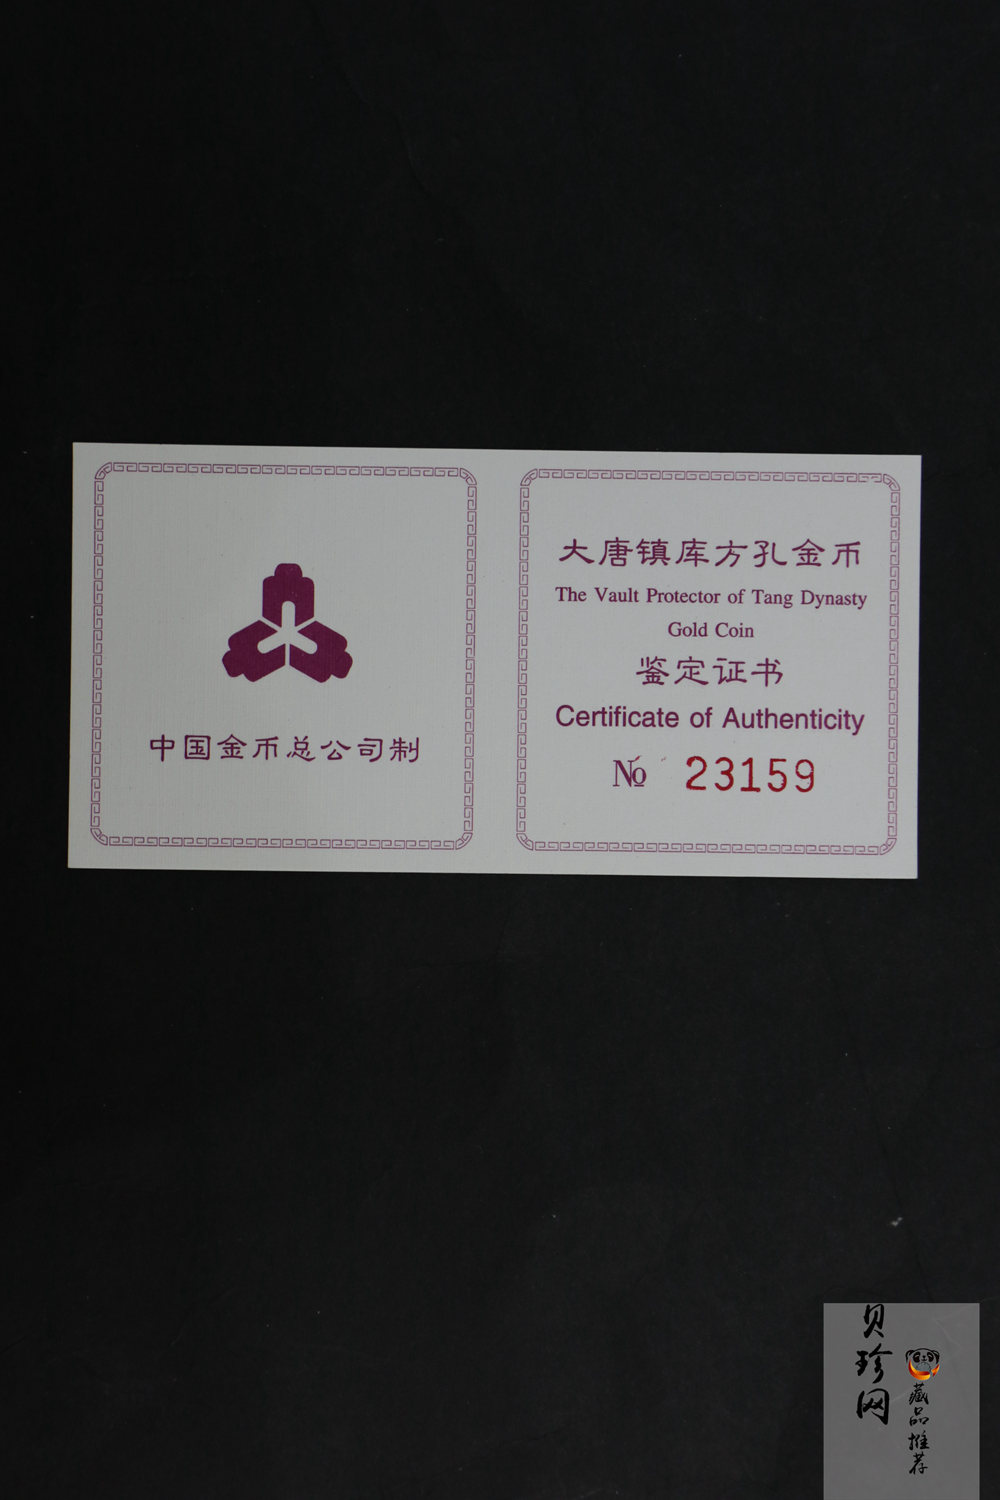 中国金币总公司制
大唐镇库方孔金币
The Vault Protector of Tang Dynasty
Gold Coin
鉴定证书
Certificate of Authenticity
№ 23159
贝珍网
藏品推荐